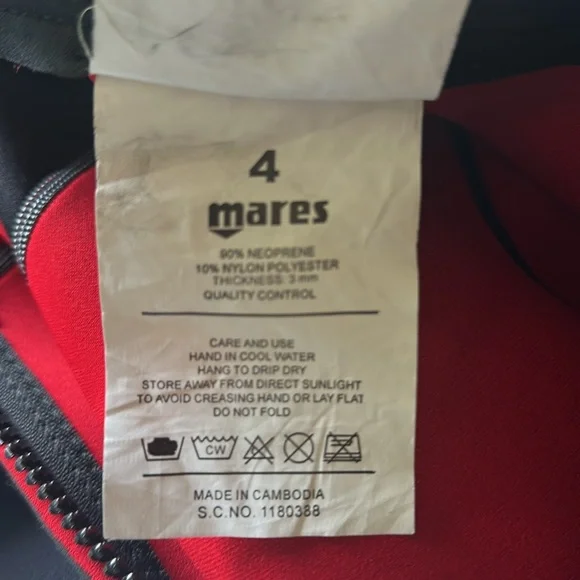 4
mares
90% NEOPRENE
10% NYLON POLYESTER
THICKNESS: 3 mm
QUALITY CONTROL
CARE AND USE
HAND IN COOL WATER
HANG TO DRIP DRY
STORE AWAY FROM DIRECT SUNLIGHT
TO AVOID CREASING HAND OR LAY FLAT
DO NOT FOLD
CW
MADE IN CAMBODIA
S.C.NO. 1180388